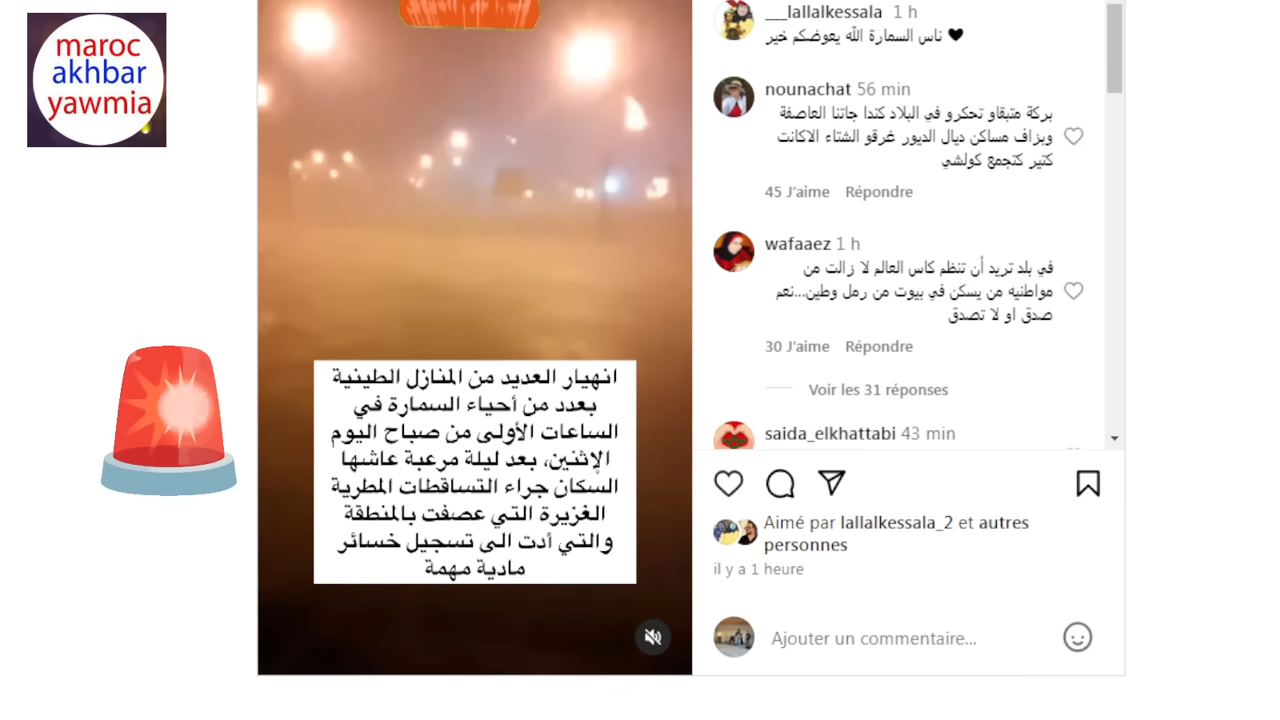 maroc
akhbar
yawmia
انهيار العديد من المنازل الطينية
بعدد من أحياء السمارة في
الساعات الأولى من صباح اليوم
الإثنين، بعد ليلة مرعبة عاشها
السكان جراء التساقطات المطرية
الغزيرة التي عصفت بالمنطقة
والتي أدت الى تسجيل خسائر
مادية مهمة
___lallalkessala 1 h
ناس السمارة الله يعوضكم خير 🖤
nounachat 56 min
بركة متبقاو تحكرو في البلاد كندا جاتنا العاصفة
وبزاف مساكن ديال الديور غرقو الشتاء الاكانت
كتير كتجمع كولشي
45 J'aime Répondre
wafaaez 1 h
في بلد تريد أن تنظم كاس العالم لا زالت من
مواطنيه من يسكن في بيوت من رمل وطين...نعم
صدق او لا تصدق
30 J'aime Répondre
Voir les 31 réponses
saida_elkhattabi 43 min
Aimé par lallalkessala_2 et autres
personnes
il y a 1 heure
Ajouter un commentaire...